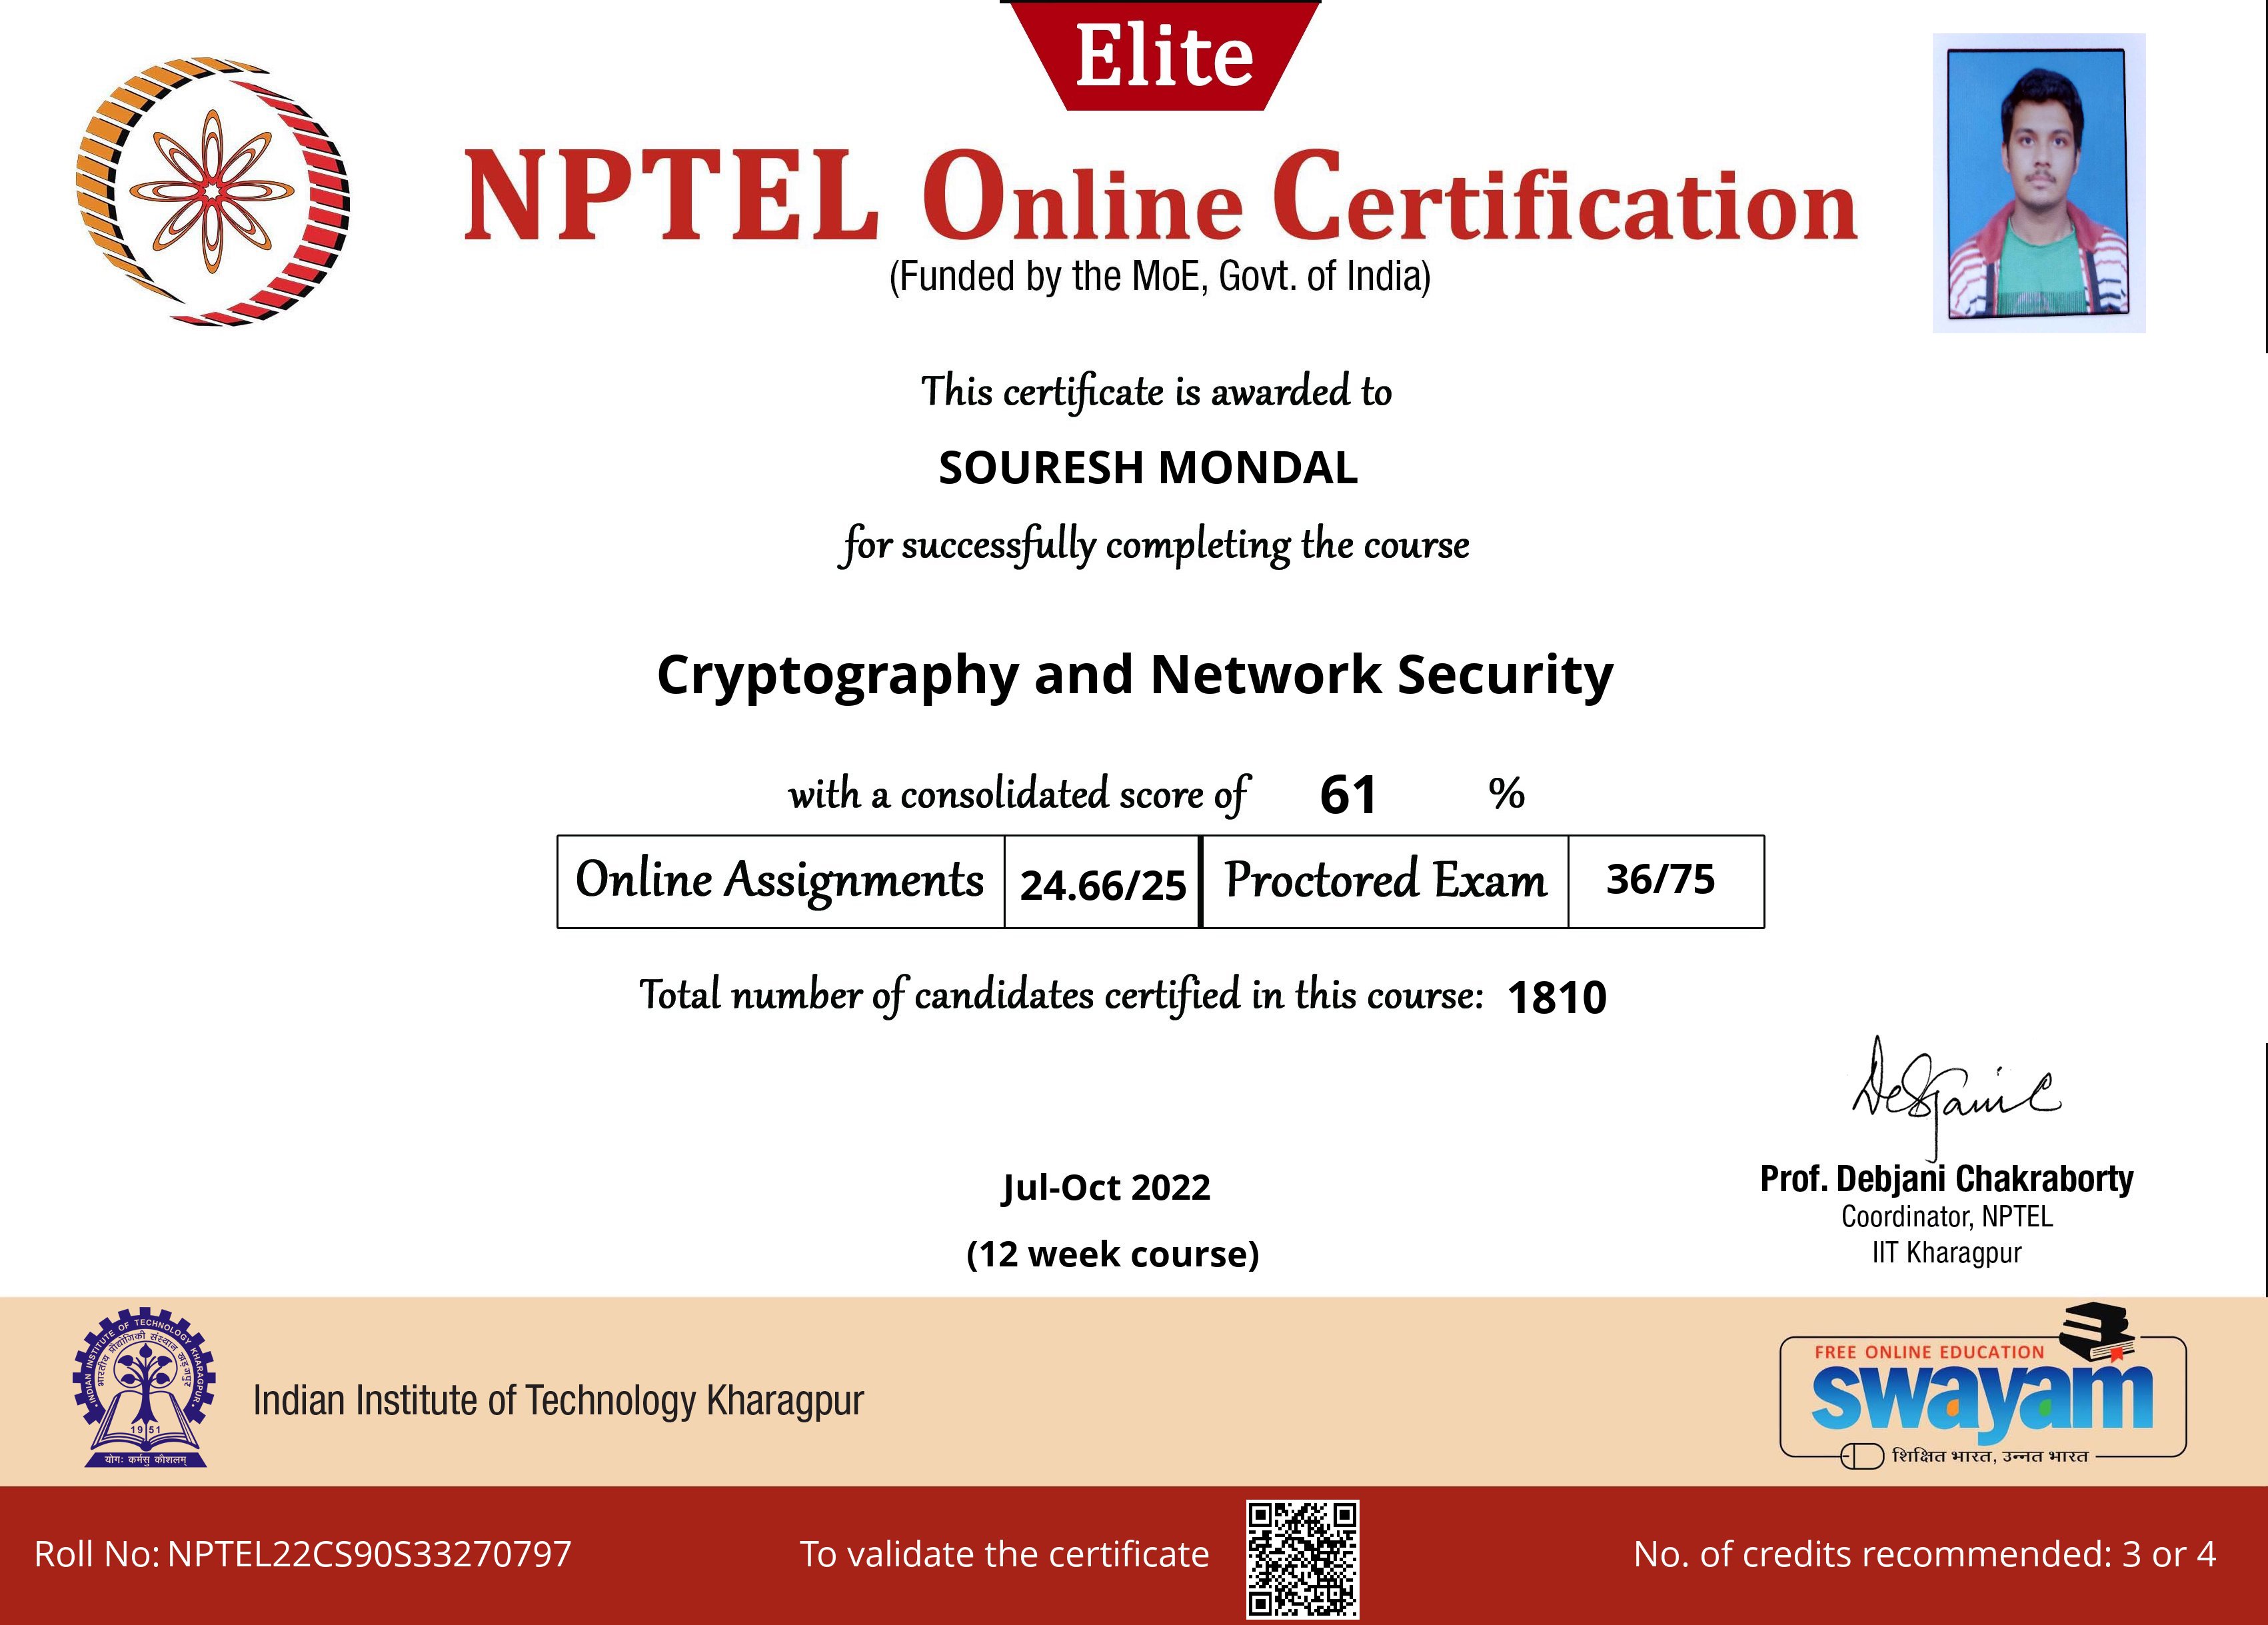 Elite
NPTEL Online Certification
(Funded by the MoE, Govt. of India)
This certificate is awarded to
SOURESH MONDAL
for successfully completing the course
Cryptography and Network Security
with a consolidated score of 61 %
Online Assignments 24.66/25 Proctored Exam 36/75
Total number of candidates certified in this course: 1810
Jul-Oct 2022
(12 week course)
Prof. Debjani Chakraborty
Coordinator, NPTEL
IIT Kharagpur
INDIAN INSTITUTE OF TECHNOLOGY KHARAGPUR
भारतीय प्रौद्योगिकी संस्थान खड़गपुर
1951
योगः कर्मसु कौशलम्
Indian Institute of Technology Kharagpur
FREE ONLINE EDUCATION
swayam
शिक्षित भारत, उन्नत भारत
Roll No: NPTEL22CS90S33270797
To validate the certificate
No. of credits recommended: 3 or 4